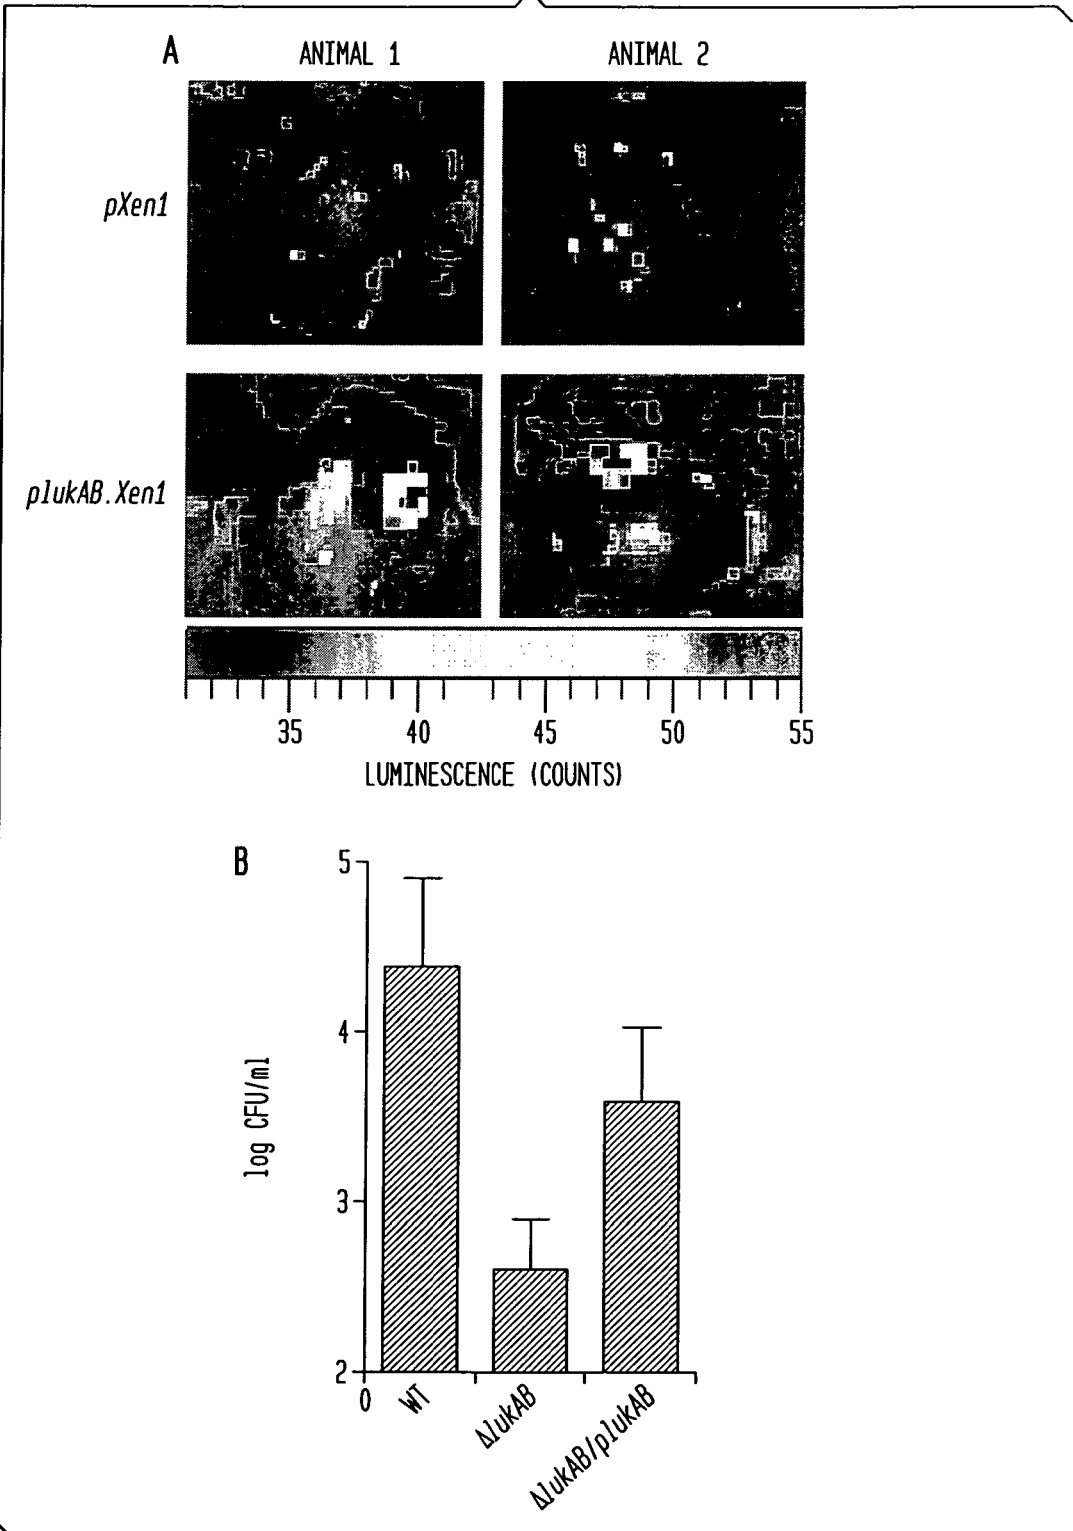 A
ANIMAL 1
ANIMAL 2
pXen1
plukAB.Xen1
35 40 45 50 55
LUMINESCENCE (COUNTS)
B
5
4
3
2
log CFU/ml
0
WT
ΔlukAB
ΔlukAB/plukAB